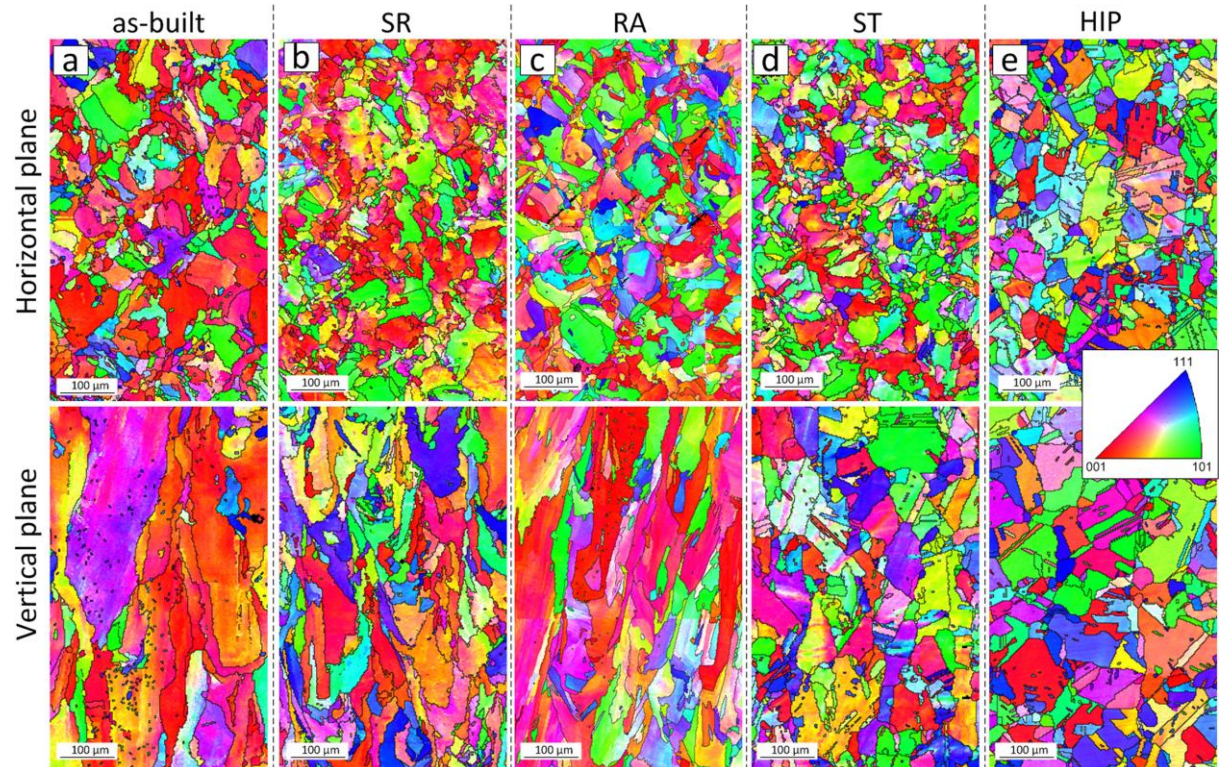 as-built SR RA ST HIP
Horizontal plane
a b c d e
100 µm 100 µm 100 µm 100 µm 100 µm
111
001 101
Vertical plane
100 µm 100 µm 100 µm 100 µm 100 µm